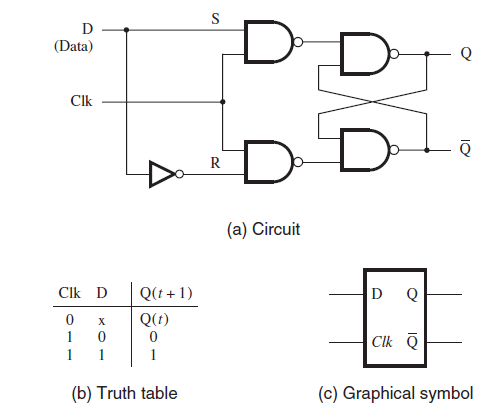 D
(Data)
S
Clk
R
Q
Q̅
(a) Circuit
Clk D Q(t + 1)
0 x Q(t)
1 0 0
1 1 1
(b) Truth table
D Q
Clk Q̅
(c) Graphical symbol